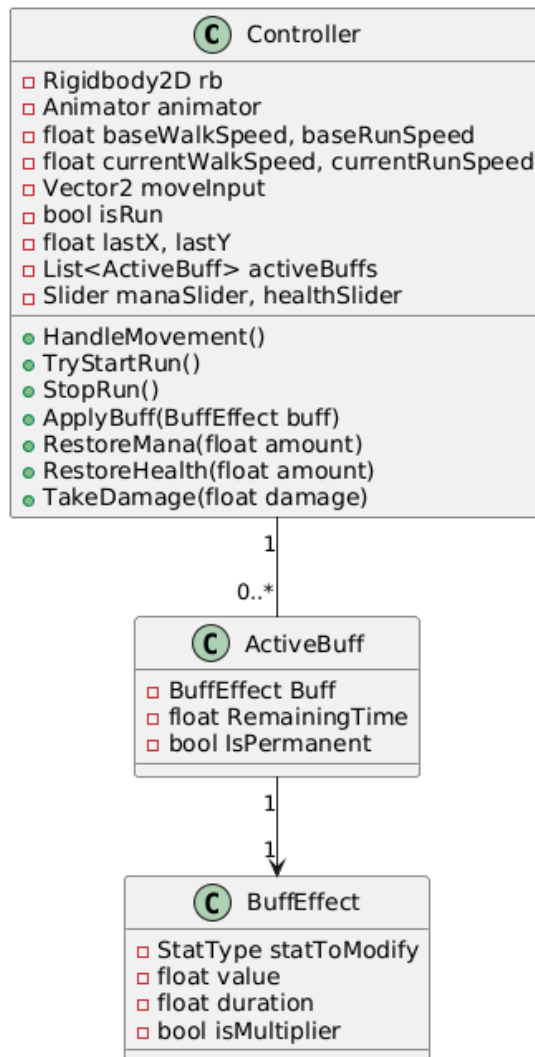 C Controller
Rigidbody2D rb
Animator animator
float baseWalkSpeed, baseRunSpeed
float currentWalkSpeed, currentRunSpeed
Vector2 moveInput
bool isRun
float lastX, lastY
List<ActiveBuff> activeBuffs
Slider manaSlider, healthSlider
HandleMovement()
TryStartRun()
StopRun()
ApplyBuff(BuffEffect buff)
RestoreMana(float amount)
RestoreHealth(float amount)
TakeDamage(float damage)
1
0..*
C ActiveBuff
BuffEffect Buff
float RemainingTime
bool IsPermanent
1
1
C BuffEffect
StatType statToModify
float value
float duration
bool isMultiplier